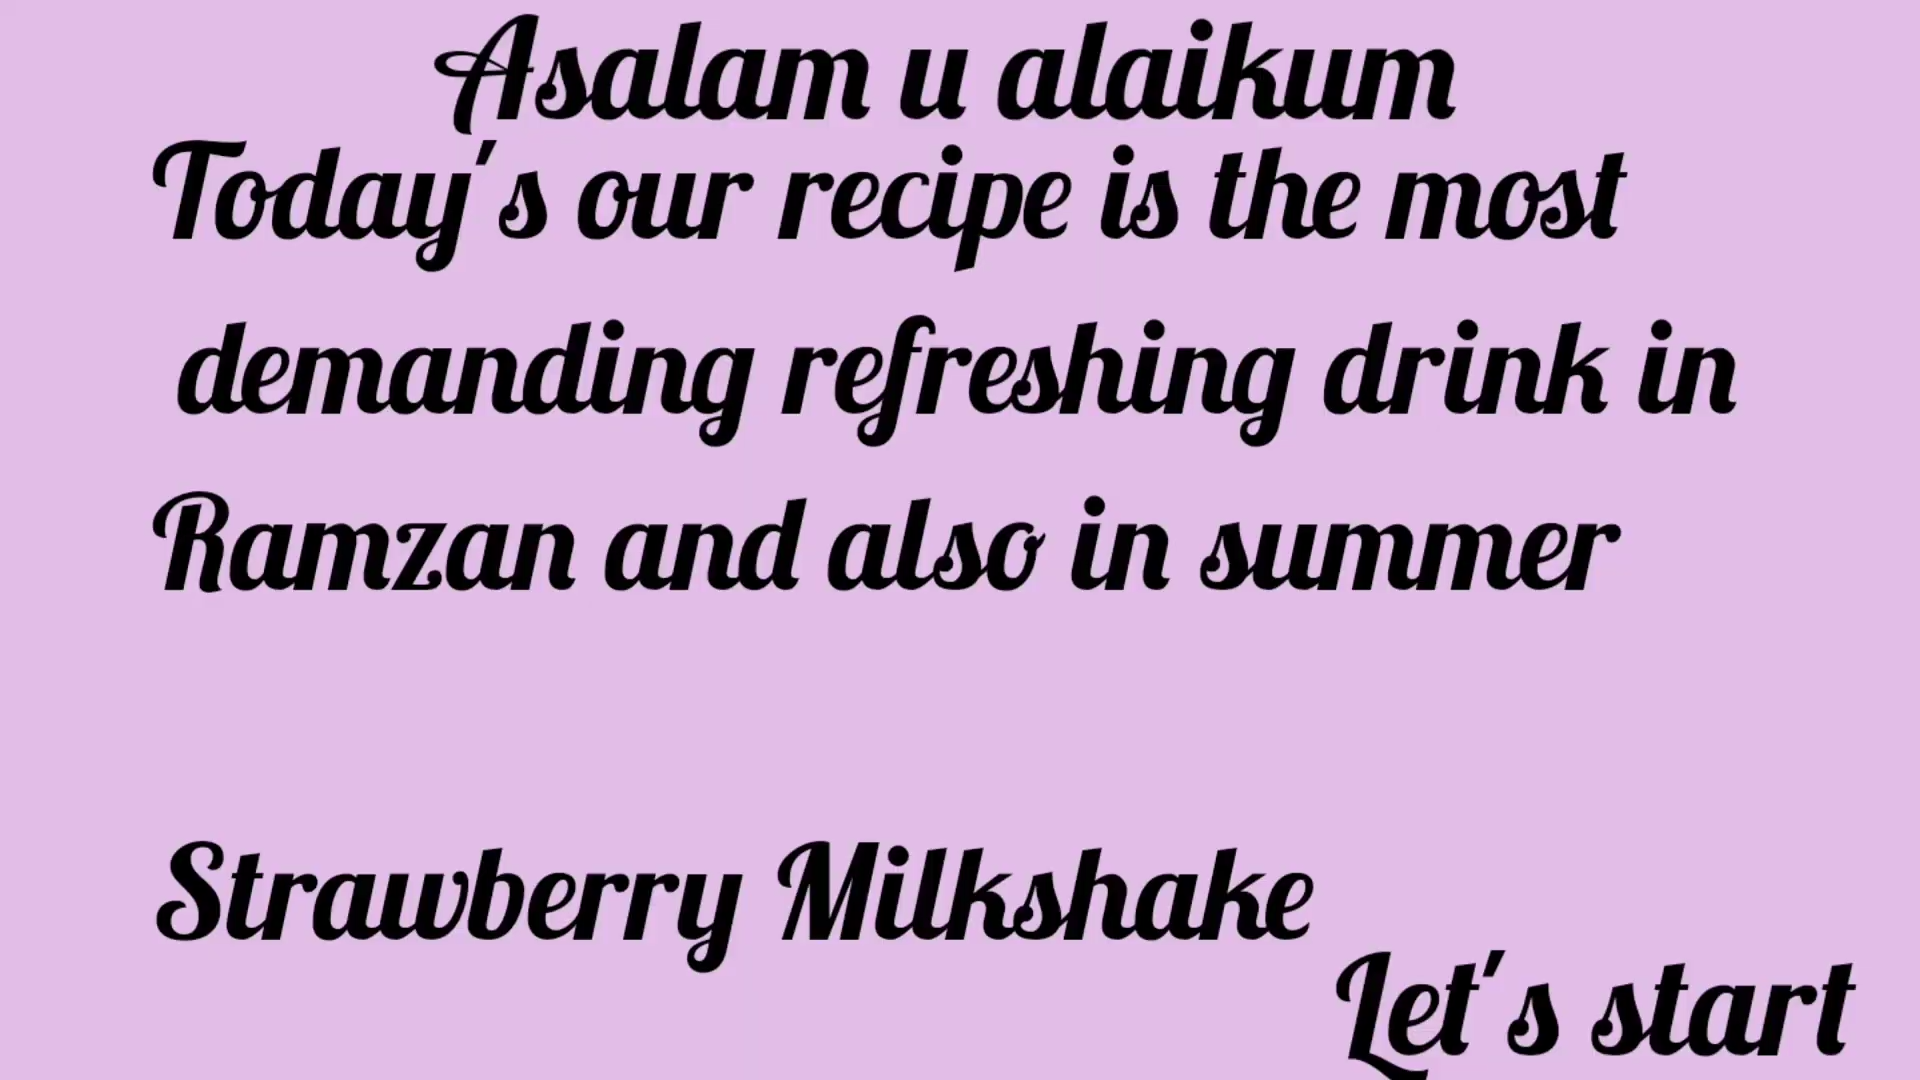 Asalam u alaikum
Today's our recipe is the most
demanding refreshing drink in
Ramzan and also in summer
Strawberry Milkshake
Let's start